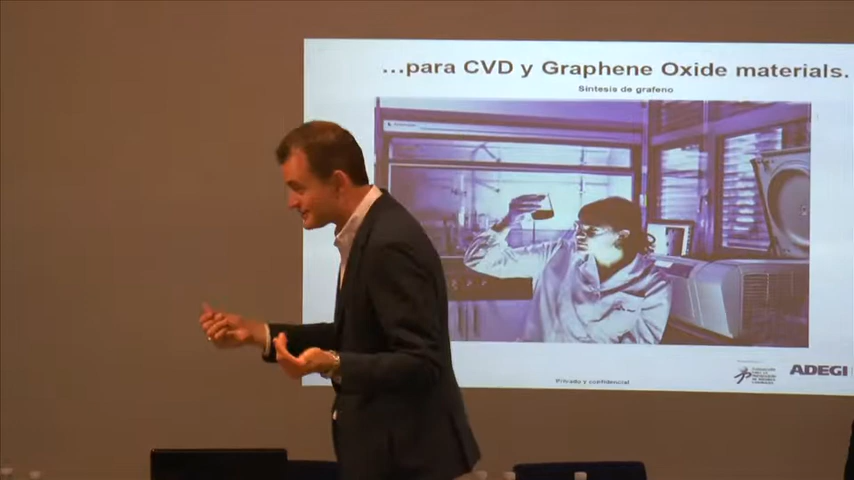 ...para CVD y Graphene Oxide materials.
Síntesis de grafeno
Privado y confidencial
ADEGI